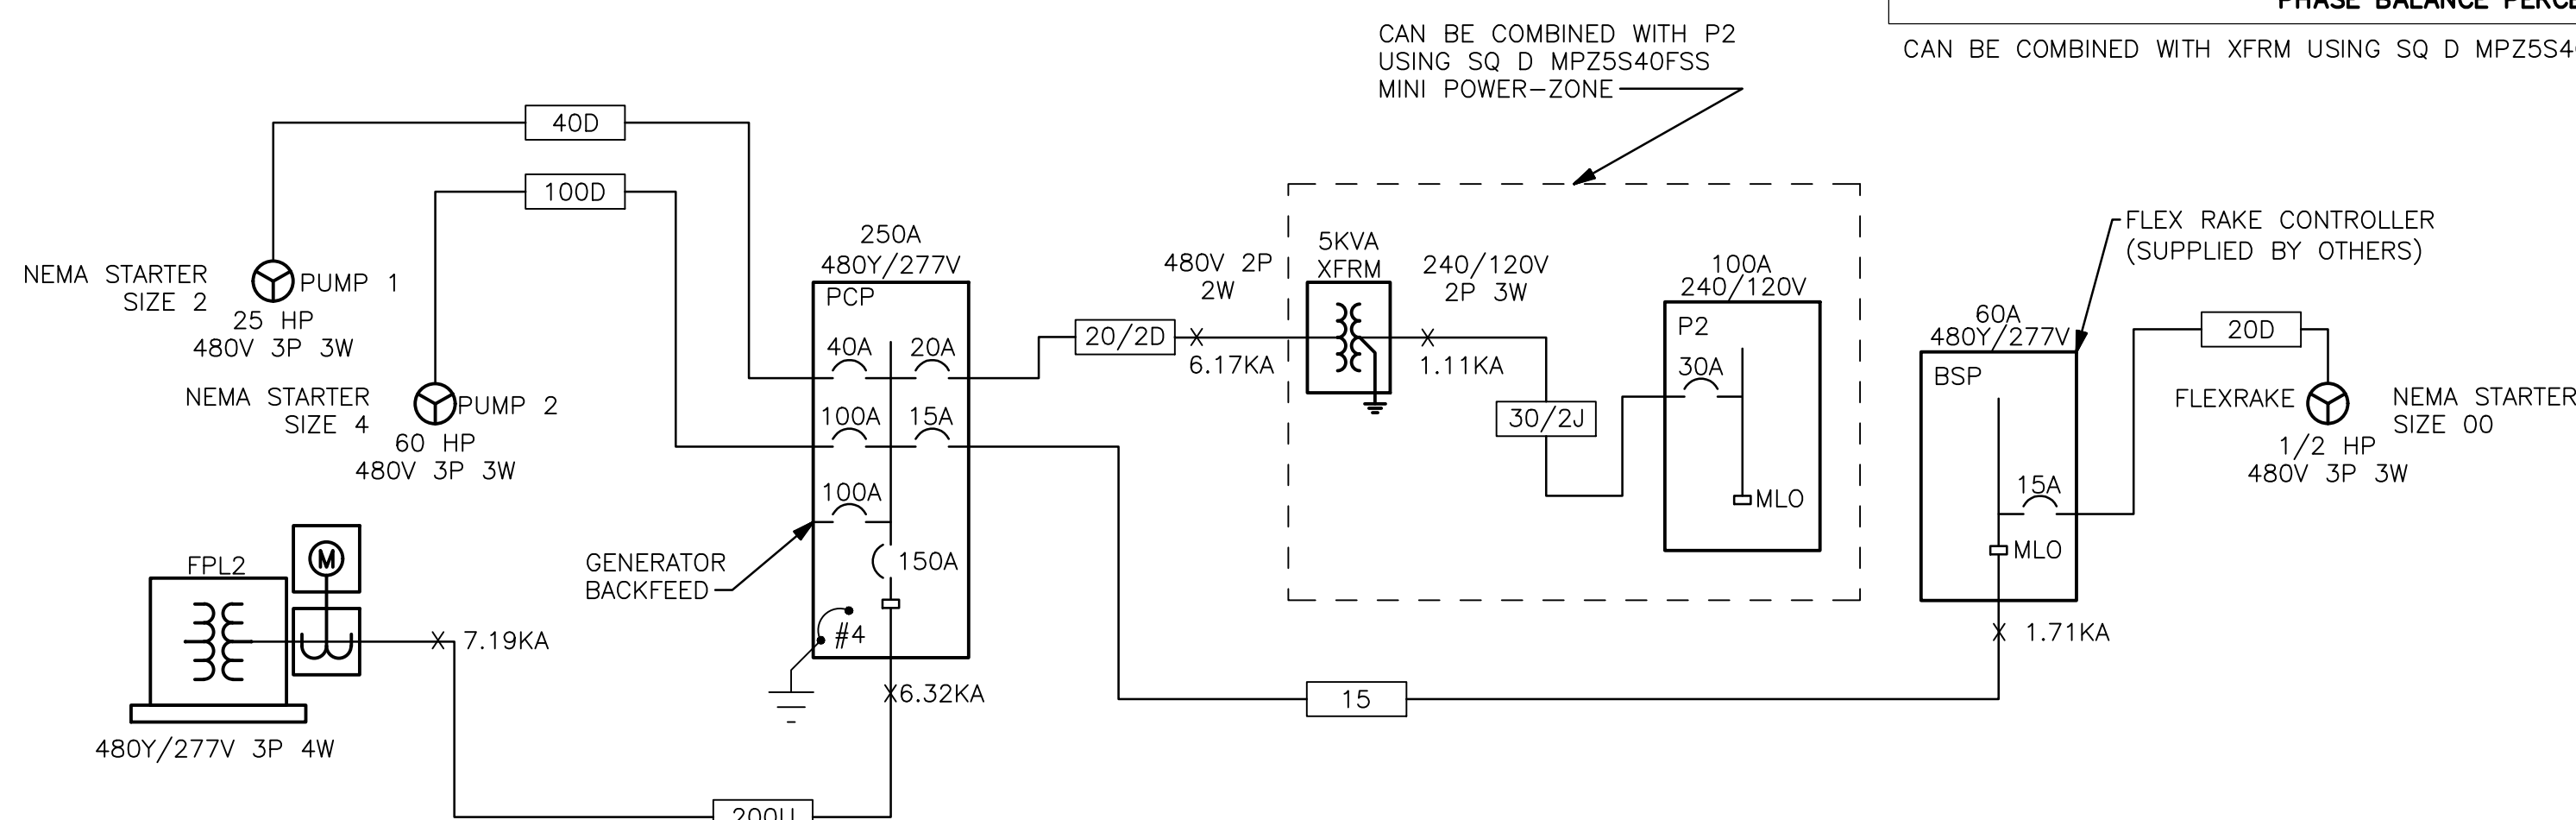 PHASE BALANCE
CAN BE COMBINED WITH P2
USING SQ D MPZ5S40FSS
MINI POWER-ZONE
CAN BE COMBINED WITH XFRM USING SQ D
40D
100D
NEMA STARTER
SIZE 2
PUMP 1
25 HP
480V 3P 3W
NEMA STARTER
SIZE 4
PUMP 2
60 HP
480V 3P 3W
250A
480Y/277V
PCP
40A
20A
100A
15A
100A
150A
#4
GENERATOR
BACKFEED
FPL2
M
7.19KA
480Y/277V 3P 4W
6.32KA
200U
20/2D
480V 2P
2W
6.17KA
5KVA
XFRM
240/120V
2P 3W
1.11KA
30/2J
100A
240/120V
P2
30A
MLO
FLEX RAKE CONTROLLER
(SUPPLIED BY OTHERS)
60A
480Y/277V
BSP
15A
MLO
1.71KA
15
20D
FLEXRAKE
1/2 HP
480V 3P 3W
NEMA STARTER
SIZE 00